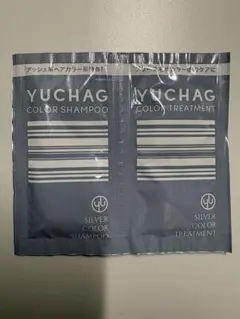 アッシュ系ヘアカラー長持ち!
YUCHAG
COLOR SHAMPOO
SILVER
COLOR
SHAMPOO
YUCHAG
COLOR TREATMENT
SILVER
COLOR
TREATMENT